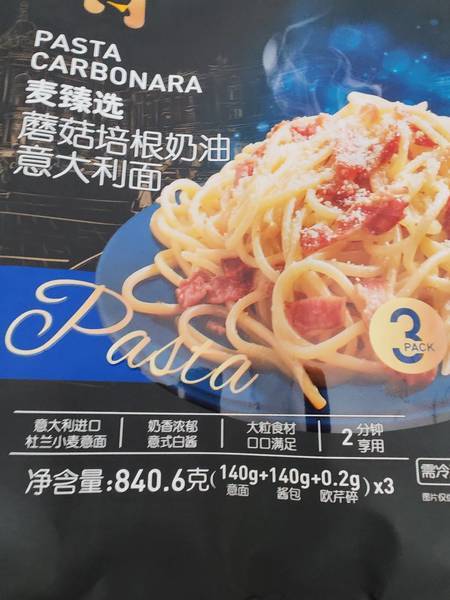 PASTA
CARBONARA
麦臻选
蘑菇培根奶油
意大利面
Pasta
3
PACK
意大利进口
杜兰小麦意面
奶香浓郁
意式白酱
大粒食材
口口满足
2分钟
享用
净含量:840.6克(140g+140g+0.2g)x3
意面 酱包 欧芹碎
需冷
图片仅